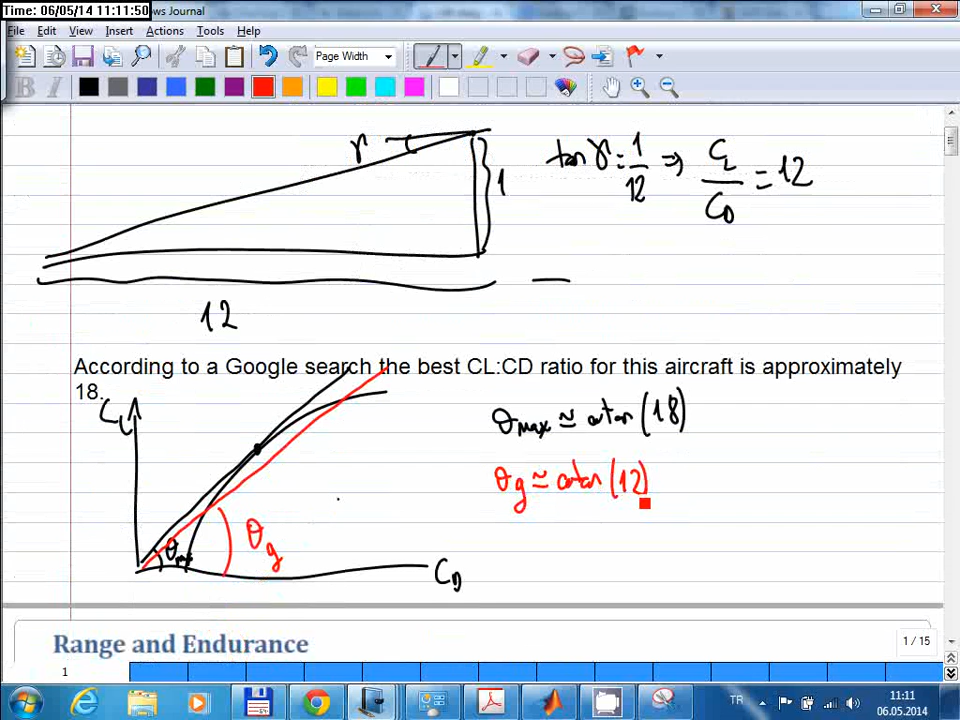 Time: 06/05/14 11:11:50
ows Journal
File Edit View Insert Actions Tools Help
Page Width
B I
γ
1
12
tan γ = 1/12 ⇒ CL/CD = 12
According to a Google search the best CL:CD ratio for this aircraft is approximately
18.
CL
θmax ≅ arctan (18)
θg ≅ arctan (12)
θg
θmax
CD
Range and Endurance
1 / 15
1
TR
11:11
06.05.2014